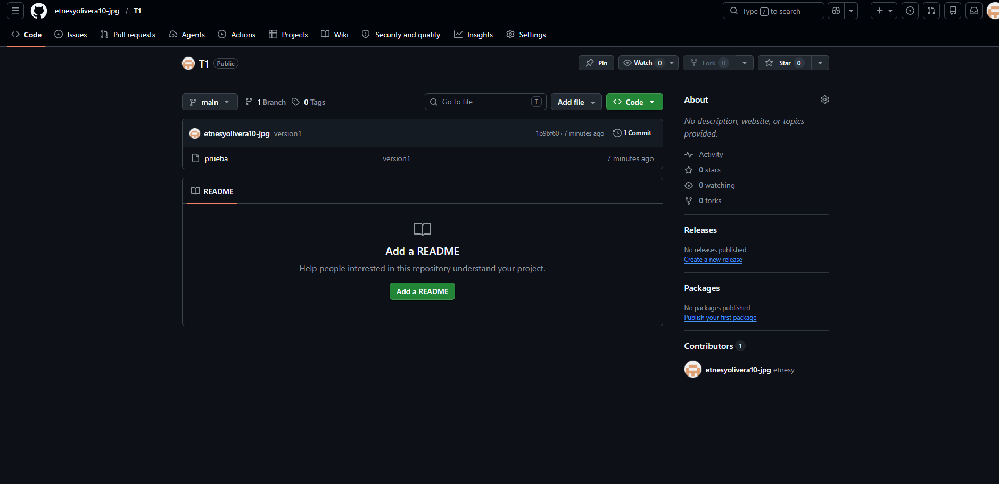 etnesyolivera10-jpg / T1
Type / to search
Code Issues Pull requests Agents Actions Projects Wiki Security and quality Insights Settings
T1 Public
Pin Watch 0 Fork 0 Star 0
main 1 Branch 0 Tags
Go to file T Add file Code
etnesyolivera10-jpg version1 1b9bf60 · 7 minutes ago 1 Commit
prueba version1 7 minutes ago
README
Add a README
Help people interested in this repository understand your project.
Add a README
About
No description, website, or topics
provided.
Activity
0 stars
0 watching
0 forks
Releases
No releases published
Create a new release
Packages
No packages published
Publish your first package
Contributors 1
etnesyolivera10-jpg etnesy